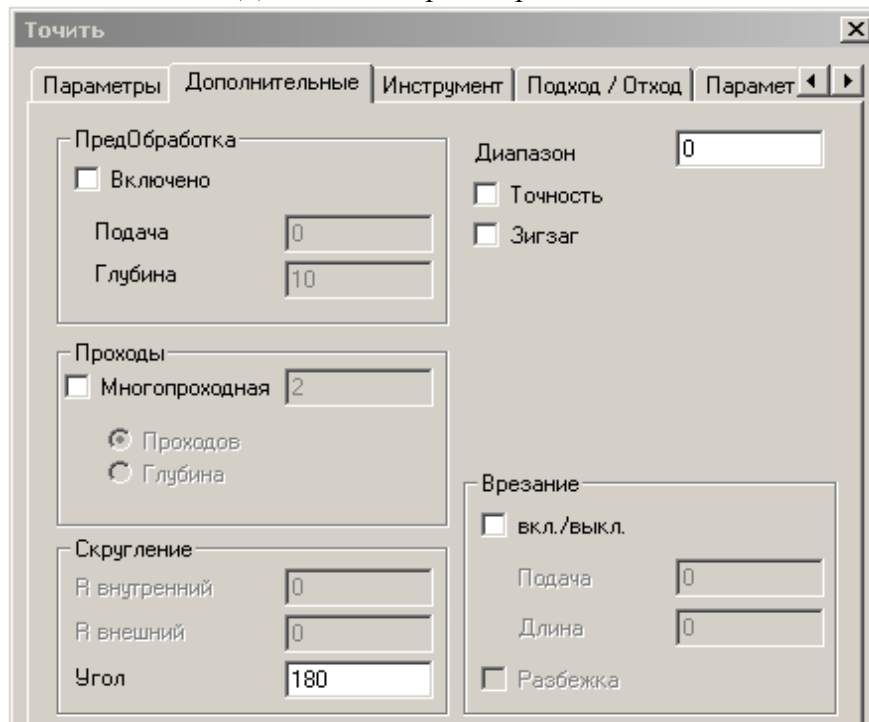 Точить
Параметры Дополнительные Инструмент Подход / Отход Парамет
ПредОбработка
Включено
Подача 0
Глубина 10
Диапазон 0
Точность
Зигзаг
Проходы
Многопроходная 2
Проходов
Глубина
Скругление
R внутренний 0
R внешний 0
Угол 180
Врезание
вкл./выкл.
Подача 0
Длина 0
Разбежка